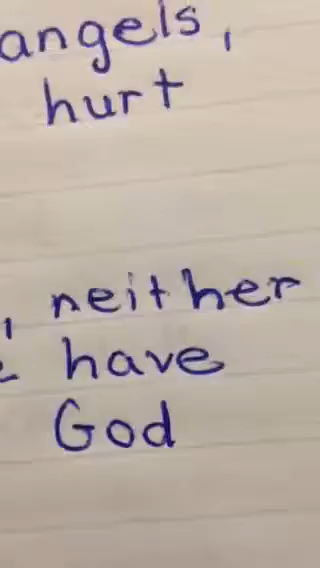 angels,
hurt
, neither
have
God